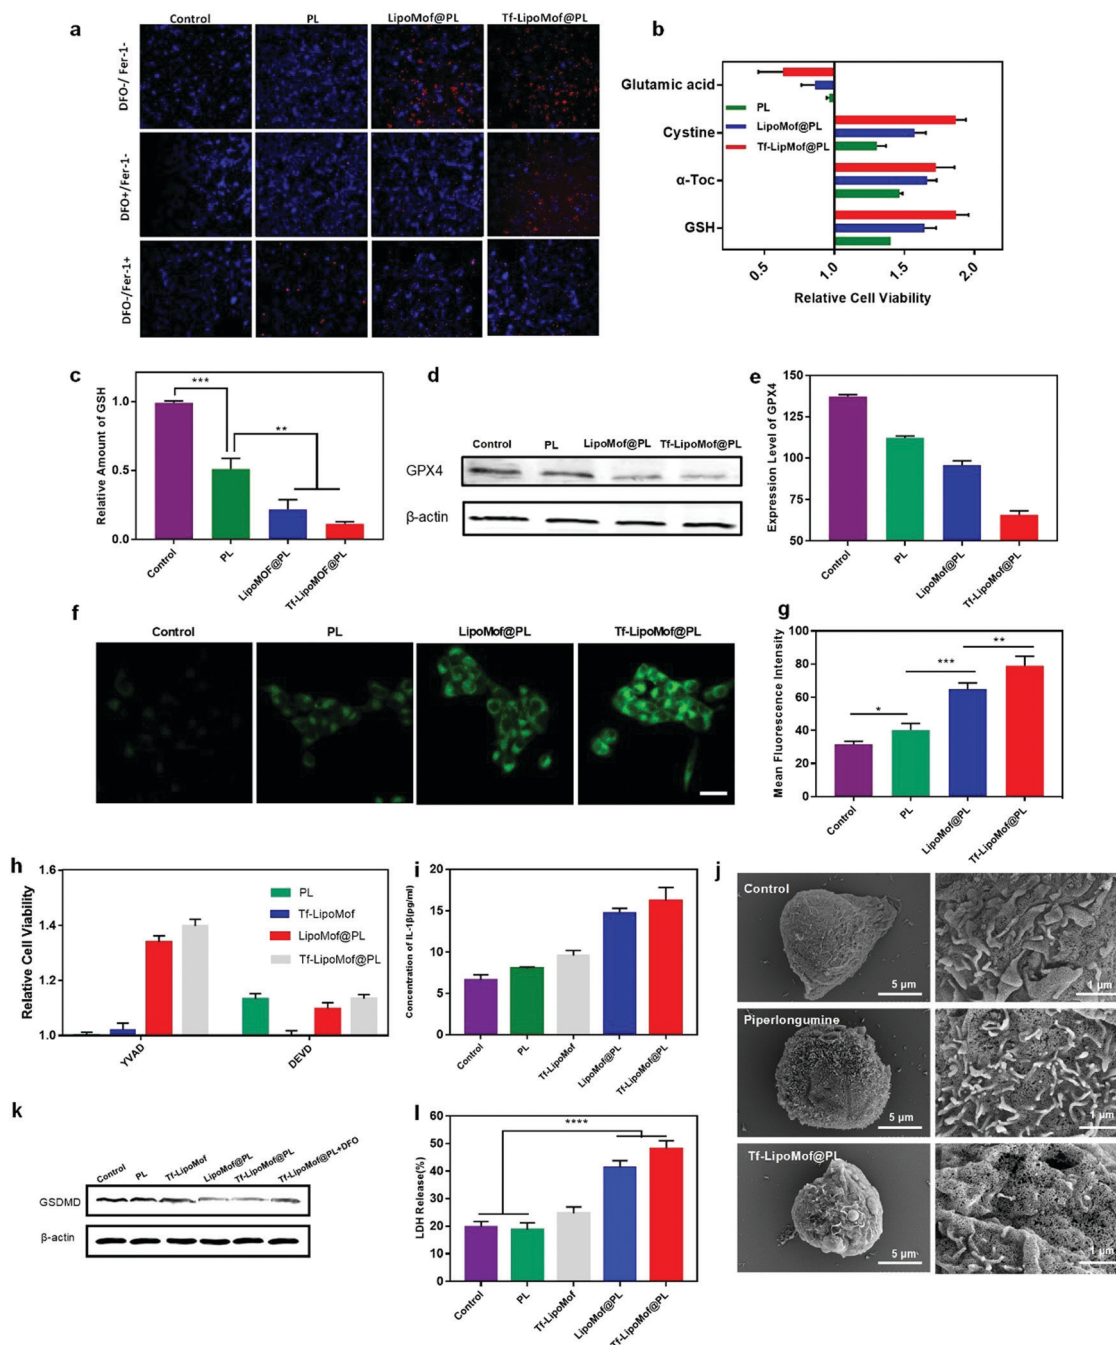 a
Control
PL
LipoMof@PL
Tf-LipoMof@PL
DFO-/ Fer-1-
DFO+/Fer-1-
DFO-/Fer-1+
b
Glutamic acid
Cystine
α-Toc
GSH
PL
LipoMof@PL
Tf-LipMof@PL
0.5
1.0
1.5
2.0
Relative Cell Viability
c
Relative Amount of GSH
1.0
0.5
0.0
***
**
Control
PL
LipoMOF@PL
Tf-LipoMOF@PL
d
Control
PL
LipoMof@PL
Tf-LipoMof@PL
GPX4
β-actin
e
Expression Level of GPX4
150
125
100
75
50
Control
PL
LipoMof@PL
Tf-LipoMof@PL
f
Control
PL
LipoMof@PL
Tf-LipoMof@PL
g
Mean Fluorescence Intensity
100
80
60
40
20
0
*
***
**
Control
PL
LipoMof@PL
Tf-LipoMof@PL
h
Relative Cell Viability
1.6
1.4
1.2
1.0
PL
Tf-LipoMof
LipoMof@PL
Tf-LipoMof@PL
YVAD
DEVD
i
Concentration of IL-1β(pg/ml)
20
15
10
5
0
Control
PL
Tf-LipoMof
LipoMof@PL
Tf-LipoMof@PL
j
Control
5 µm
1 µm
Piperlongumine
5 µm
1 µm
Tf-LipoMof@PL
5 µm
1 µm
k
Control
PL
Tf-LipoMof
LipoMof@PL
Tf-LipoMof@PL
Tf-LipoMof@PL+DFO
GSDMD
β-actin
l
LDH Release(%)
60
50
40
30
20
10
0
****
Control
PL
Tf-LipoMof
LipoMof@PL
Tf-LipoMof@PL